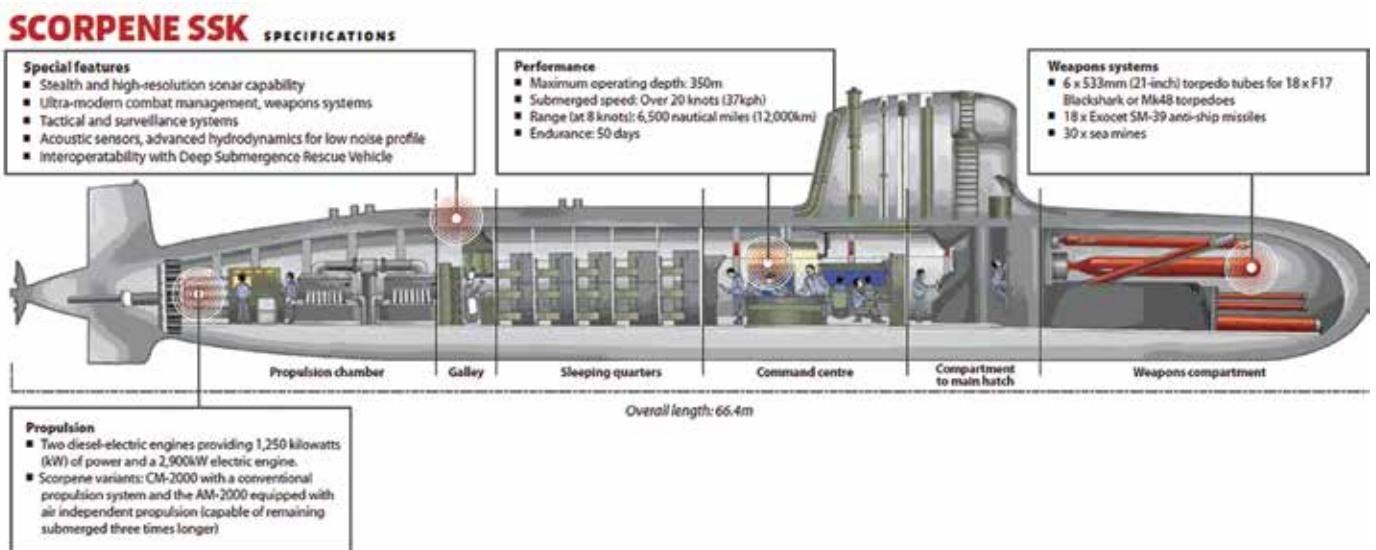 SCORPENE SSK SPECIFICATIONS
Special features
■ Stealth and high-resolution sonar capability
■ Ultra-modern combat management, weapons systems
■ Tactical and surveillance systems
■ Acoustic sensors, advanced hydrodynamics for low noise profile
■ Interoperatability with Deep Submergence Rescue Vehicle
Performance
■ Maximum operating depth: 350m
■ Submerged speed: Over 20 knots (37kph)
■ Range (at 8 knots): 6,500 nautical miles (12,000km)
■ Endurance: 50 days
Weapons systems
■ 6 x 533mm (21-inch) torpedo tubes for 18 x F17
Blackshark or Mk48 torpedoes
■ 18 x Exocet SM-39 anti-ship missiles
■ 30 x sea mines
Propulsion chamber
Galley
Sleeping quarters
Command centre
Compartment
to main hatch
Weapons compartment
Overall length: 66.4m
Propulsion
■ Two diesel-electric engines providing 1,250 kilowatts
(kW) of power and a 2,900kW electric engine.
■ Scorpene variants: CM-2000 with a conventional
propulsion system and the AM-2000 equipped with
air independent propulsion (capable of remaining
submerged three times longer)